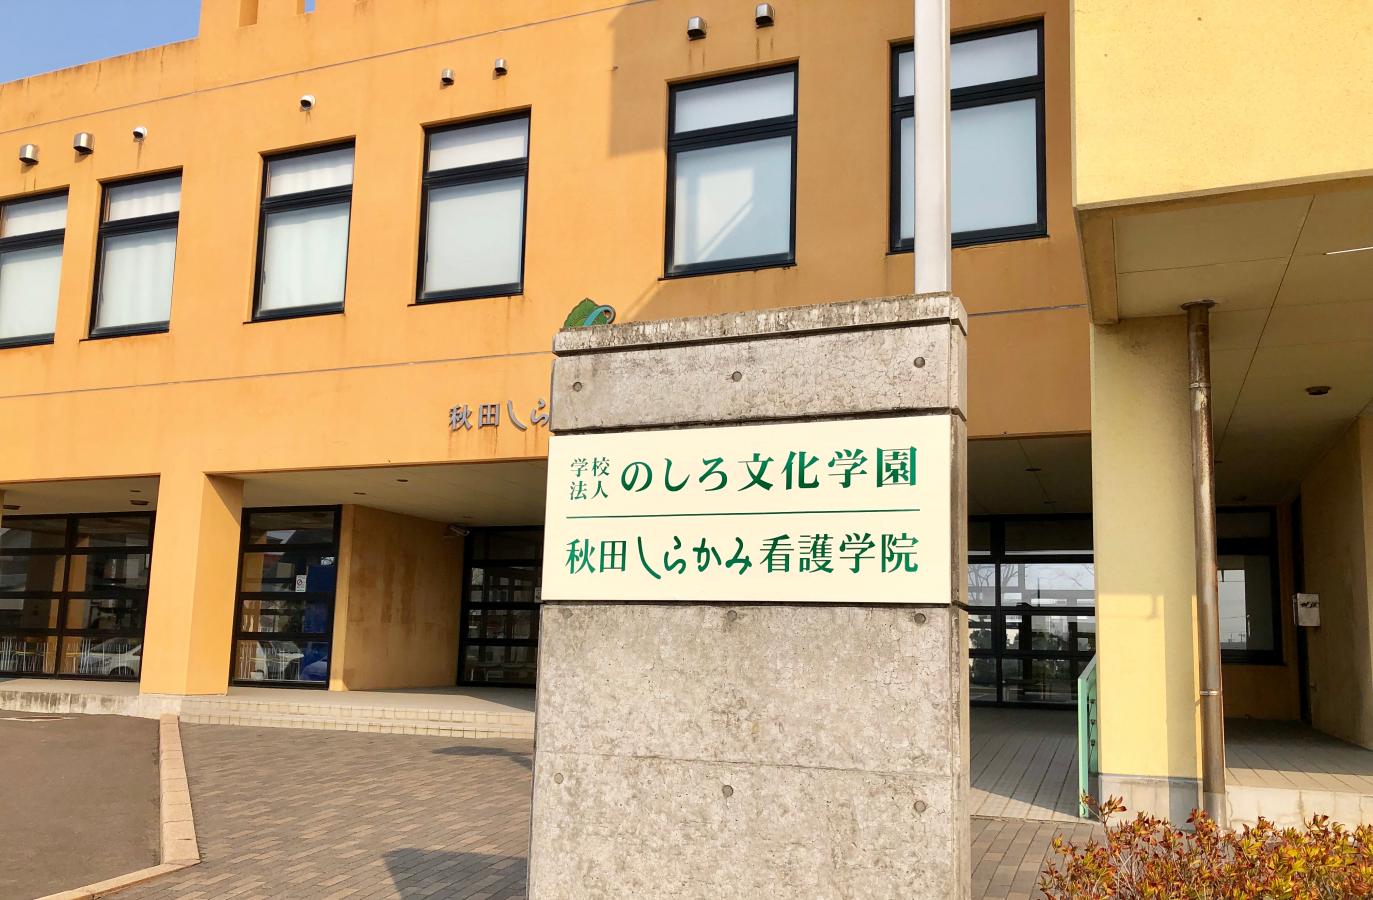 秋田しら
学校法人 のしろ文化学園
秋田しらかみ看護学院